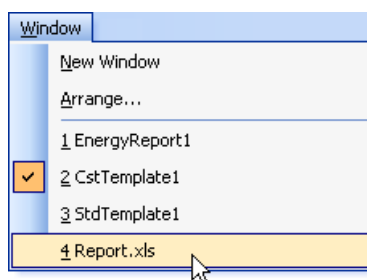 Window
New Window
Arrange...
1 EnergyReport1
2 CstTemplate1
3 StdTemplate1
4 Report.xls